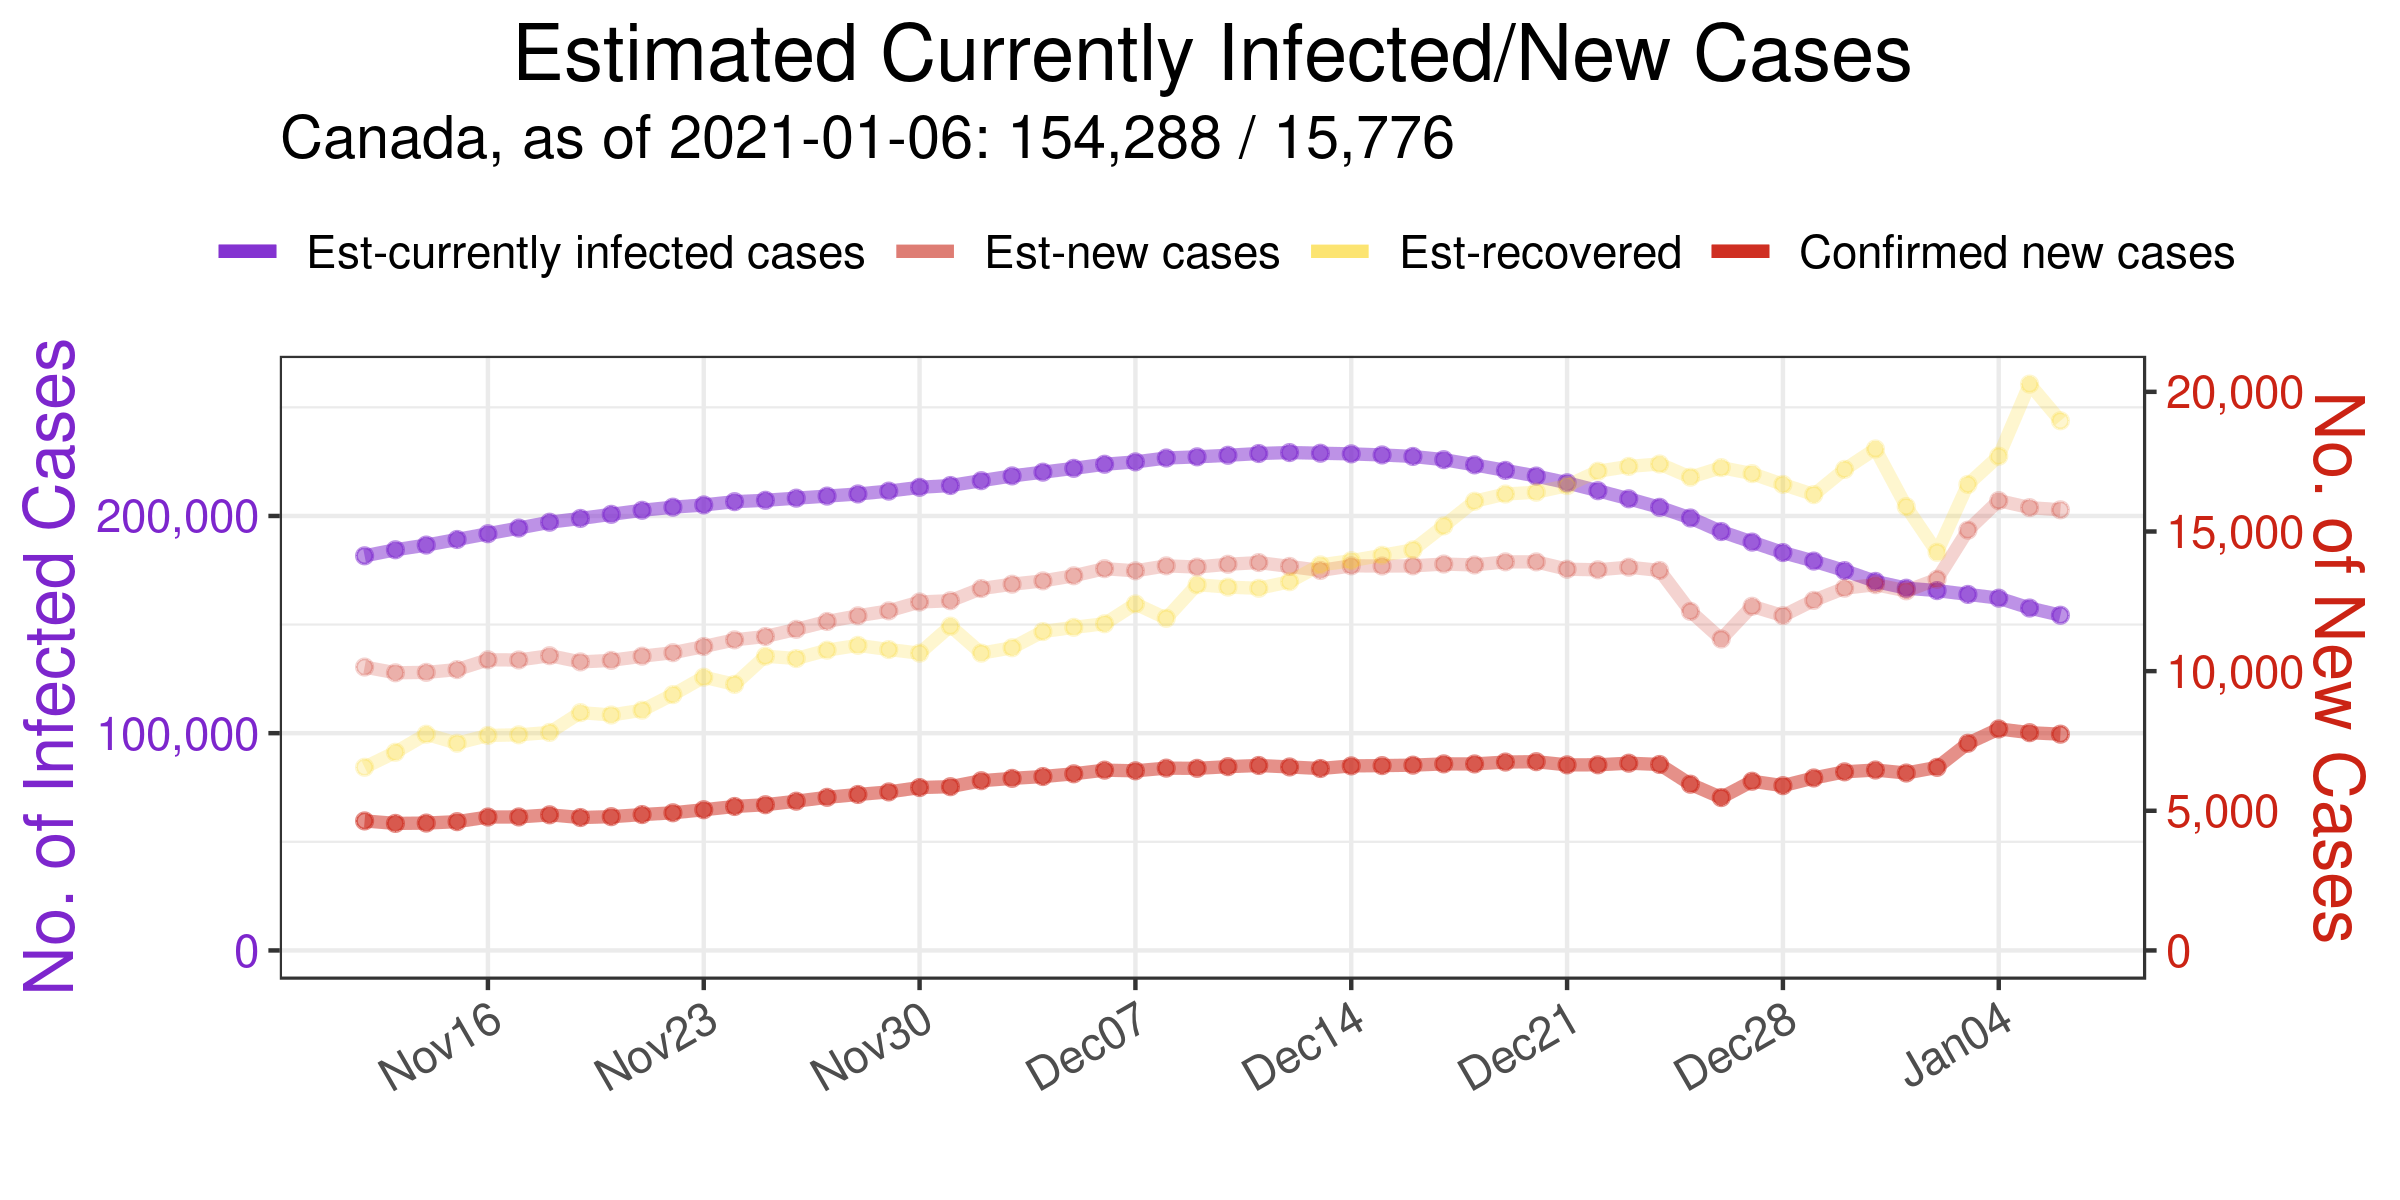 Estimated Currently Infected/New Cases
Canada, as of 2021-01-06: 154,288 / 15,776
Est-currently infected cases Est-new cases Est-recovered Confirmed new cases
No. of Infected Cases
200,000
100,000
0
20,000
15,000
10,000
5,000
0
No. of New Cases
Nov16 Nov23 Nov30 Dec07 Dec14 Dec21 Dec28 Jan04